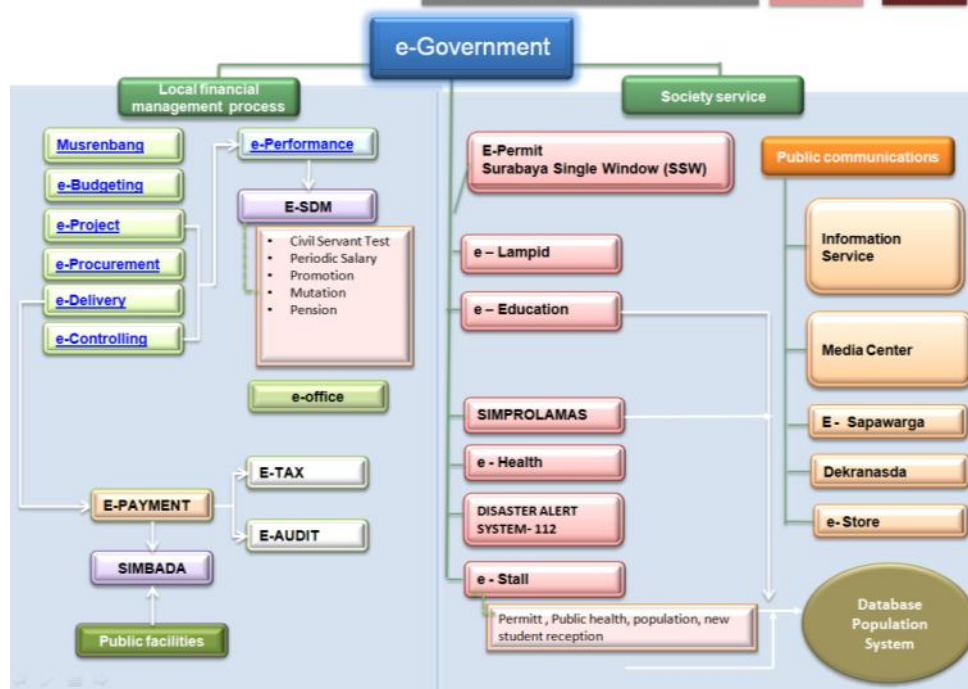 e-Government
Local financial
management process
Society service
Musrenbang
e-Budgeting
e-Project
e-Procurement
e-Delivery
e-Controlling
e-Performance
E-SDM
• Civil Servant Test
• Periodic Salary
• Promotion
• Mutation
• Pension
e-office
E-TAX
E-PAYMENT
E-AUDIT
SIMBADA
Public facilities
E-Permit
Surabaya Single Window (SSW)
e – Lampid
e – Education
SIMPROLAMAS
e - Health
DISASTER ALERT
SYSTEM- 112
e - Stall
Permitt , Public health, population, new
student reception
Public communications
Information
Service
Media Center
E - Sapawarga
Dekranasda
e- Store
Database
Population
System